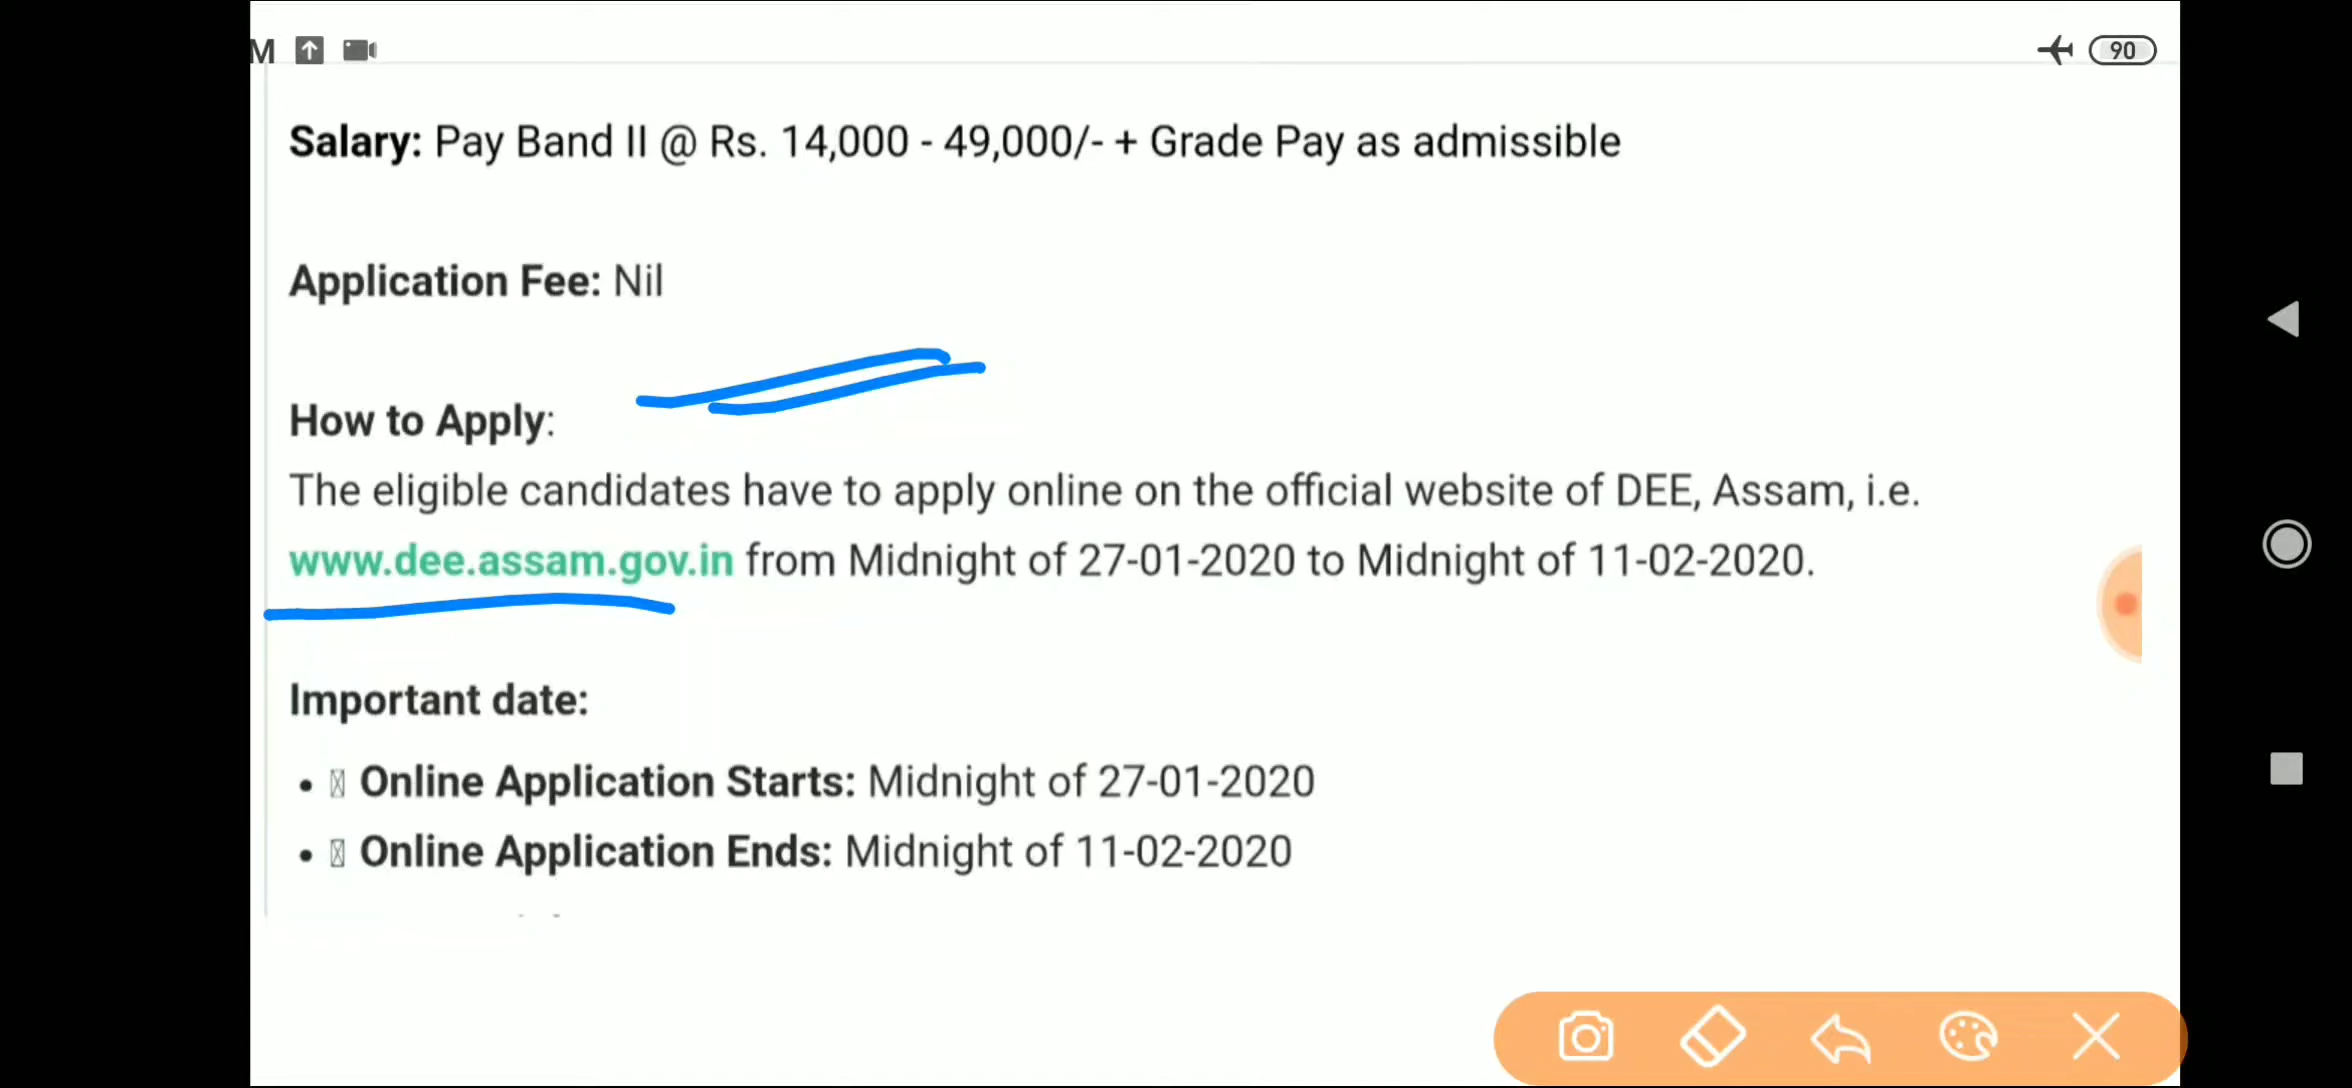 M
90
Salary: Pay Band II @ Rs. 14,000 - 49,000/- + Grade Pay as admissible
Application Fee: Nil
How to Apply:
The eligible candidates have to apply online on the official website of DEE, Assam, i.e.
www.dee.assam.gov.in from Midnight of 27-01-2020 to Midnight of 11-02-2020.
Important date:
• Online Application Starts: Midnight of 27-01-2020
• Online Application Ends: Midnight of 11-02-2020